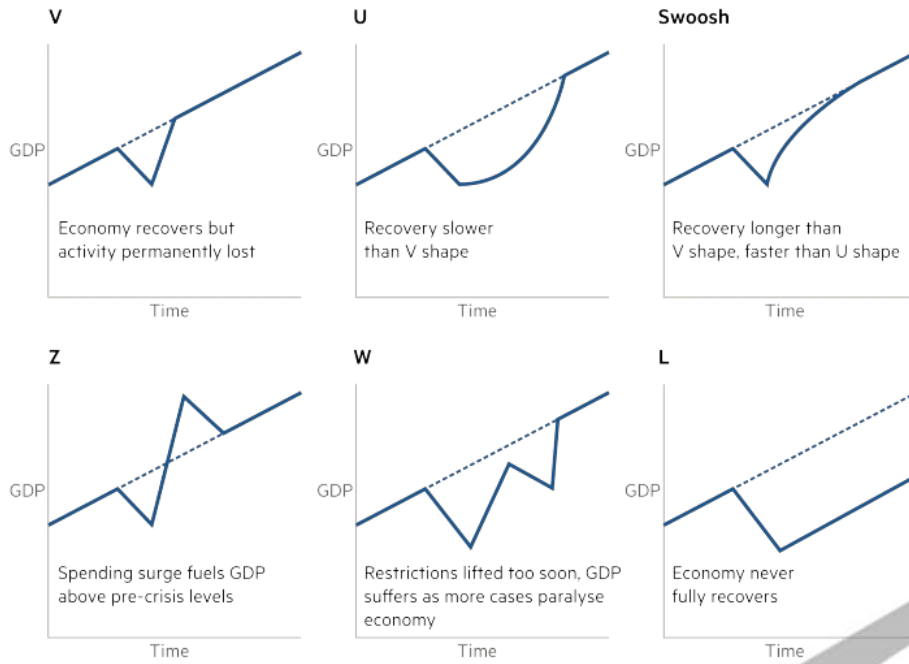 V
GDP
Economy recovers but
activity permanently lost
Time
U
GDP
Recovery slower
than V shape
Time
Swoosh
GDP
Recovery longer than
V shape, faster than U shape
Time
Z
GDP
Spending surge fuels GDP
above pre-crisis levels
Time
W
GDP
Restrictions lifted too soon, GDP
suffers as more cases paralyse
economy
Time
L
GDP
Economy never
fully recovers
Time